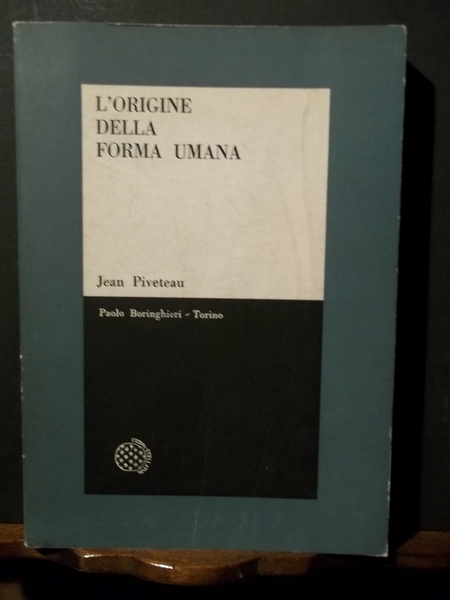 L'ORIGINE
DELLA
FORMA UMANA
Jean Piveteau
Paolo Boringhieri - Torino